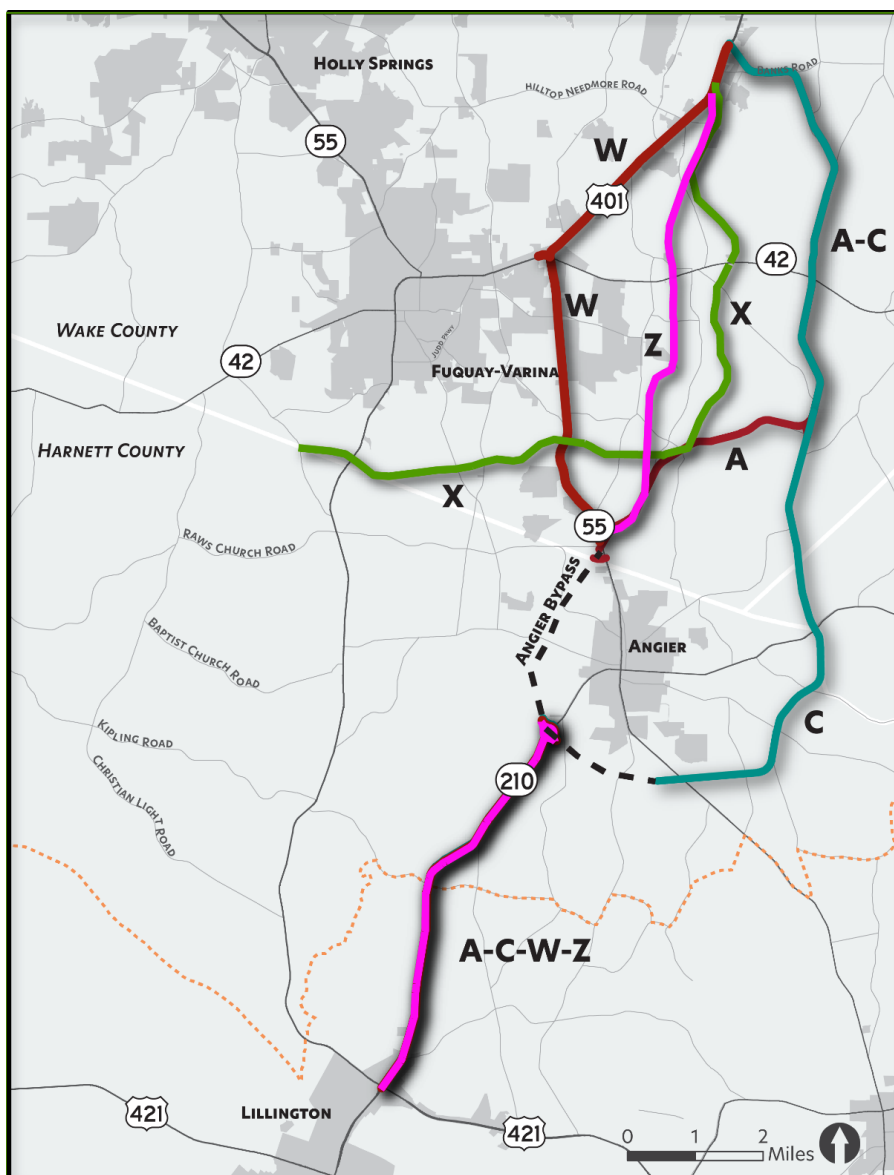 HOLLY SPRINGS
BANKS ROAD
HILLTOP NEEDMORE ROAD
55
W
401
A-C
42
W
X
WAKE COUNTY
Z
JUDD PKWY
42
FUQUAY-VARINA
HARNETT COUNTY
A
X
55
RAWS CHURCH ROAD
ANGIER BYPASS
BAPTIST CHURCH ROAD
ANGIER
KIPLING ROAD
C
CHRISTIAN LIGHT ROAD
210
A-C-W-Z
421
LILLINGTON
421
0 1 2
Miles